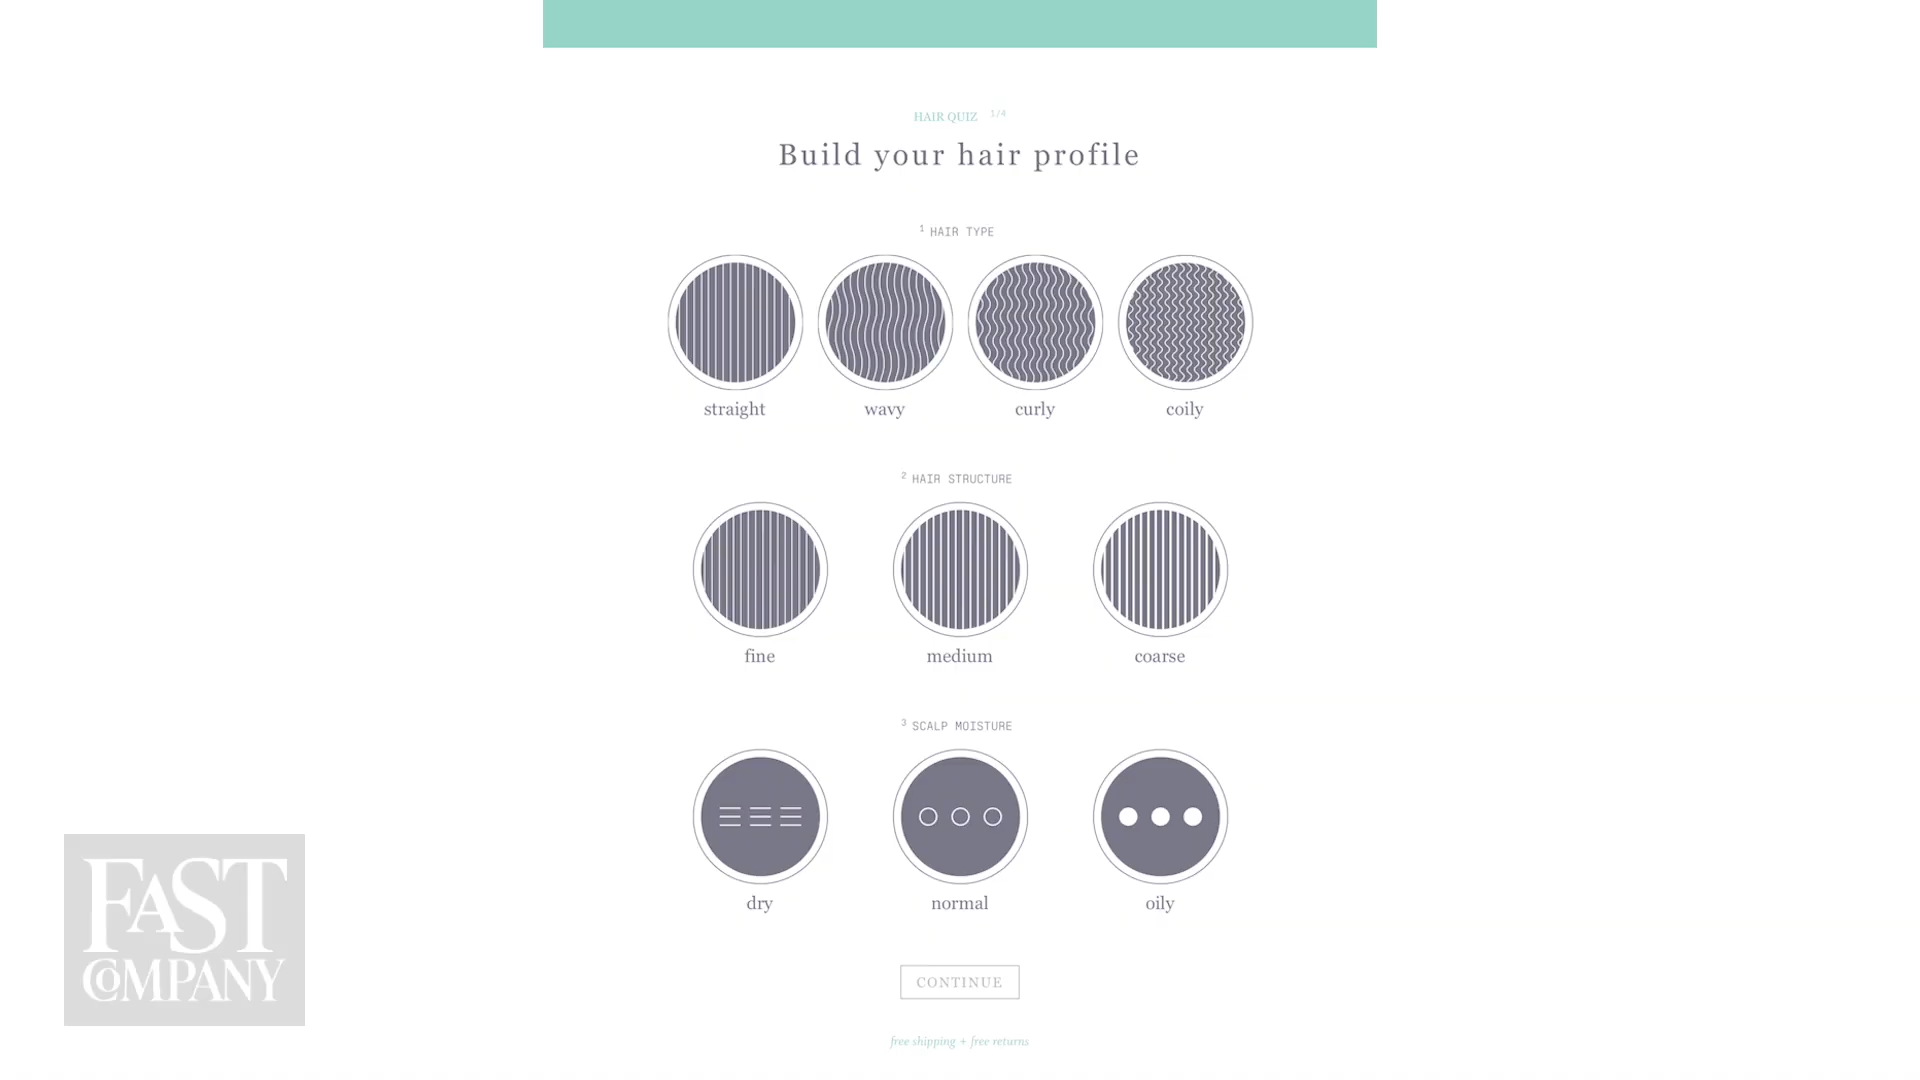 HAIR QUIZ 1/4
Build your hair profile
1 HAIR TYPE
straight wavy curly coily
2 HAIR STRUCTURE
fine medium coarse
3 SCALP MOISTURE
dry normal oily
CONTINUE
free shipping + free returns
FAST
COMPANY